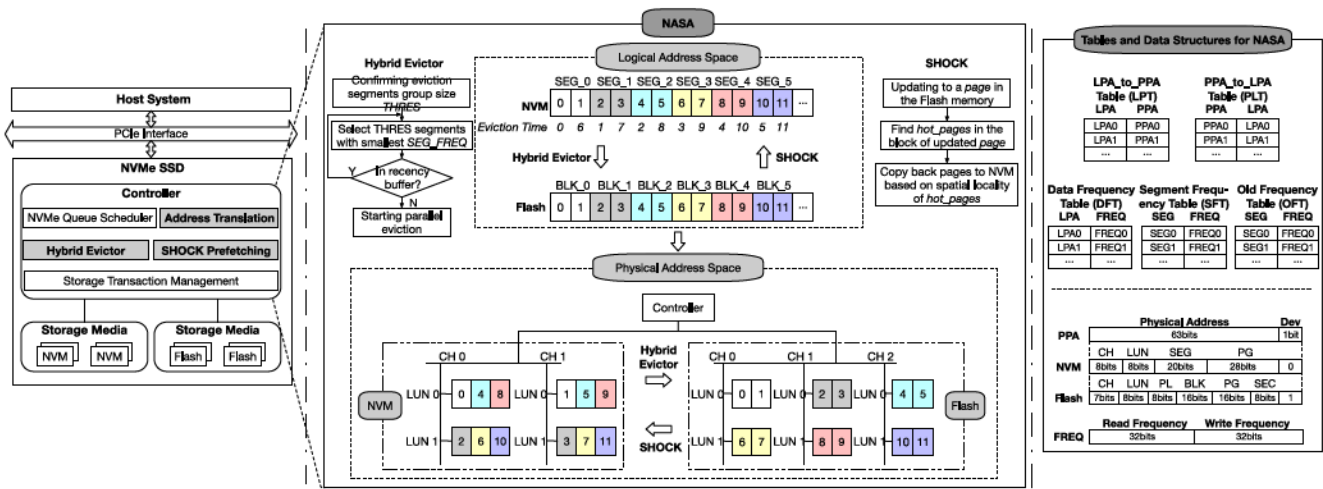 Host System
PCIe Interface
NVMe SSD
Controller
NVMe Queue Scheduler
Address Translation
Hybrid Evictor
SHOCK Prefetching
Storage Transaction Management
Storage Media
NVM NVM
Storage Media
Flash Flash
NASA
Hybrid Evictor
Confirming eviction
segments group size
THRES
Select THRES segments
with smallest SEG_FREQ
Y
In
recency
buffer?
N
Starting parallel
eviction
Logical Address Space
SEG_0 SEG_1 SEG_2 SEG_3 SEG_4 SEG_5
NVM 0 1 2 3 4 5 6 7 8 9 10 11 ...
Eviction Time 0 6 1 7 2 8 3 9 4 10 5 11
Hybrid Evictor
SHOCK
BLK_0 BLK_1 BLK_2 BLK_3 BLK_4 BLK_5
Flash 0 1 2 3 4 5 6 7 8 9 10 11 ...
SHOCK
Updating to a page in
the Flash memory
Find hot_pages in the
block of updated page
Copy back pages to NVM
based on spatial locality
of hot_pages
Physical Address Space
Controller
NVM
CH 0 CH 1
LUN 0 0 4 8 LUN 0 1 5 9
LUN 1 2 6 10 LUN 1 3 7 11
Hybrid
Evictor
SHOCK
CH 0 CH 1 CH 2
LUN 0 0 1 LUN 0 2 3 LUN 0 4 5
LUN 1 6 7 LUN 1 8 9 LUN 1 10 11
Flash
Tables and Data Structures for NASA
LPA_to_PPA
Table (LPT)
LPA PPA
LPA0 PPA0
LPA1 PPA1
... ...
PPA_to_LPA
Table (PLT)
PPA LPA
PPA0 LPA0
PPA1 LPA1
... ...
Data Frequency
Table (DFT)
LPA FREQ
LPA0 FREQ0
LPA1 FREQ1
... ...
Segment Frequ-
ency Table (SFT)
SEG FREQ
SEG0 FREQ0
SEG1 FREQ1
... ...
Old Frequency
Table (OFT)
SEG FREQ
SEG0 FREQ0
SEG1 FREQ1
... ...
Physical Address Dev
PPA 63bits 1bit
CH LUN SEG PG
NVM 8bits 8bits 20bits 28bits 0
CH LUN PL BLK PG SEC
Flash 7bits 8bits 8bits 16bits 16bits 8bits 1
Read Frequency Write Frequency
FREQ 32bits 32bits